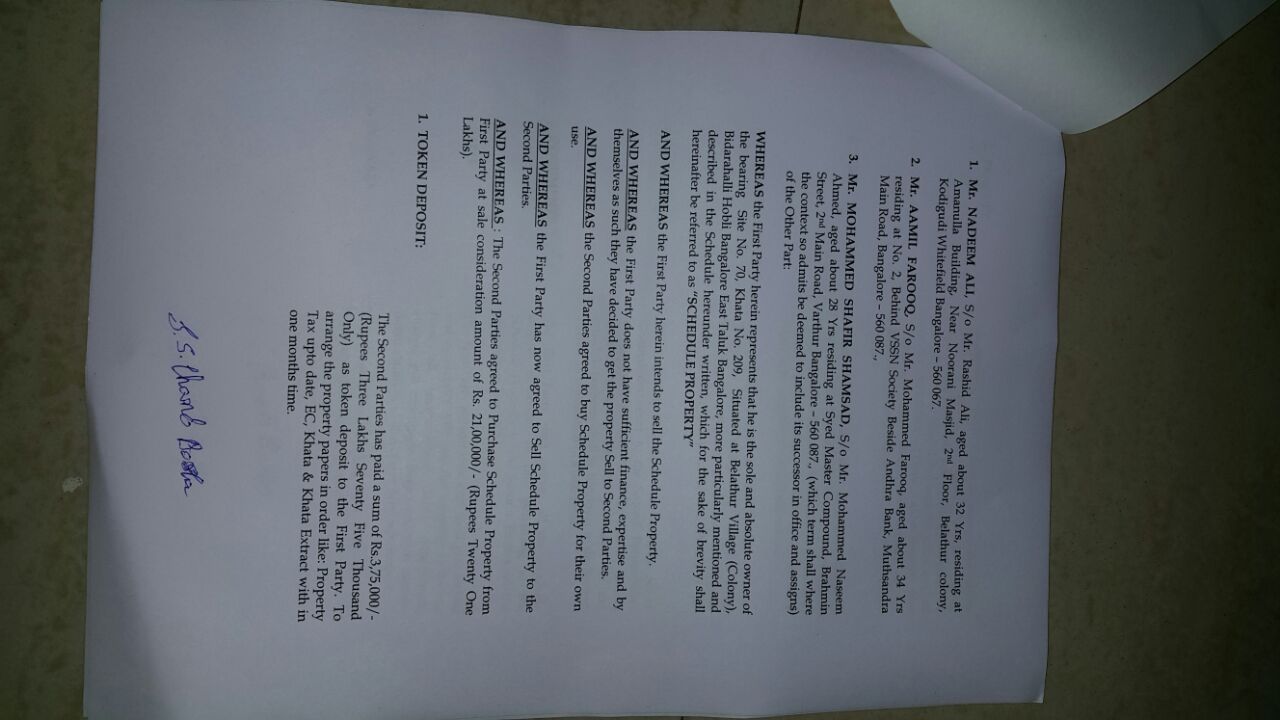 1. Mr. NADEEM ALI, S/o Mr. Rashid Ali, aged about 32 Yrs, residing at
Amamulla Building, Near Noorani Masjid, 2nd Floor, Belathur colony,
Kodigudi Whitefield Bangalore – 560 067.
2. Mr. AAMIL FAROOQ, S/o Mr. Mohammed Farooq, aged about 34 Yrs
residing at No. 2, Behind VSSN Society Beside Andhra Bank, Muthsandra
Main Road, Bangalore – 560 087.,
3. Mr. MOHAMMED SHAFIR SHAMSAD, S/o Mr. Mohammed Naseem
Ahmed, aged about 28 Yrs residing at Syed Master Compound, Brahmin
Street, 2nd Main Road, Varthur Bangalore – 560 087., (which term shall where
the context so admits be deemed to include its successor in office and assigns)
of the Other Part:
WHEREAS the First Party herein represents that he is the sole and absolute owner of
the bearing Site No. 70, Khata No. 209, Situated at Belathur Village (Colony),
Bidarahalli Hobli Bangalore East Taluk Bangalore, more particularly mentioned and
described in the Schedule hereunder written, which for the sake of brevity shall
hereinafter be referred to as "SCHEDULE PROPERTY"
AND WHEREAS the First Party herein intends to sell the Schedule Property.
AND WHEREAS the First Party does not have sufficient finance, expertise and by
themselves as such they have decided to get the property Sell to Second Parties.
AND WHEREAS the Second Parties agreed to buy Schedule Property for their own
use.
AND WHEREAS the First Party has now agreed to Sell Schedule Property to the
Second Parties.
AND WHEREAS : The Second Parties agreed to Purchase Schedule Property from
First Party at sale consideration amount of Rs. 21,00,000/- (Rupees Twenty One
Lakhs).
1. TOKEN DEPOSIT:
The Second Parties has paid a sum of Rs.3,75,000/-
(Rupees Three Lakhs Seventy Five Thousand
Only) as token deposit to the First Party. To
arrange the property papers in order like: Property
Tax upto date, EC, Khata & Khata Extract with in
one months time.
S. S. Chand